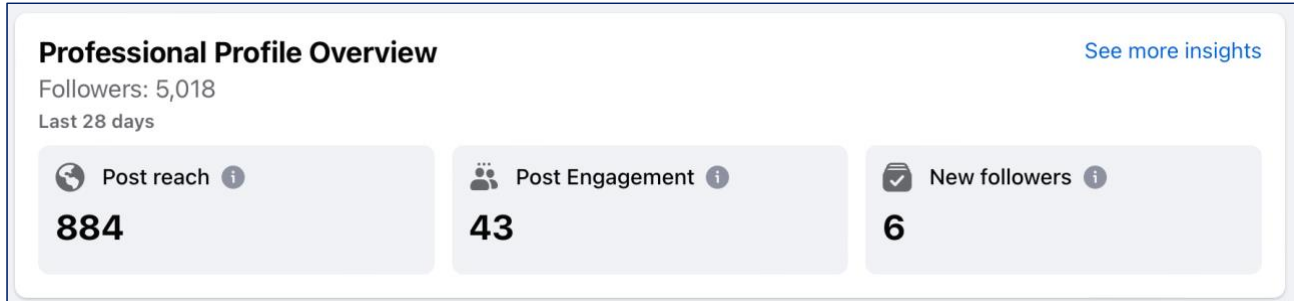 Professional Profile Overview
See more insights
Followers: 5,018
Last 28 days
Post reach
Post Engagement
New followers
884
43
6